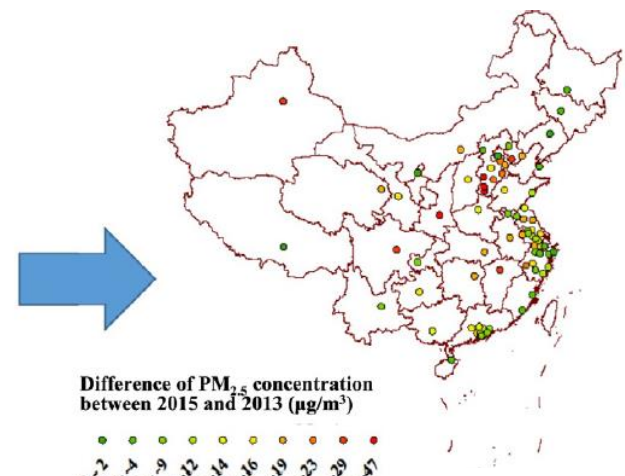 Difference of PM2.5 concentration
between 2015 and 2013 (μg/m³)
~2 ~4 ~9 ~12 ~14 ~16 ~19 ~23 ~29 ~47